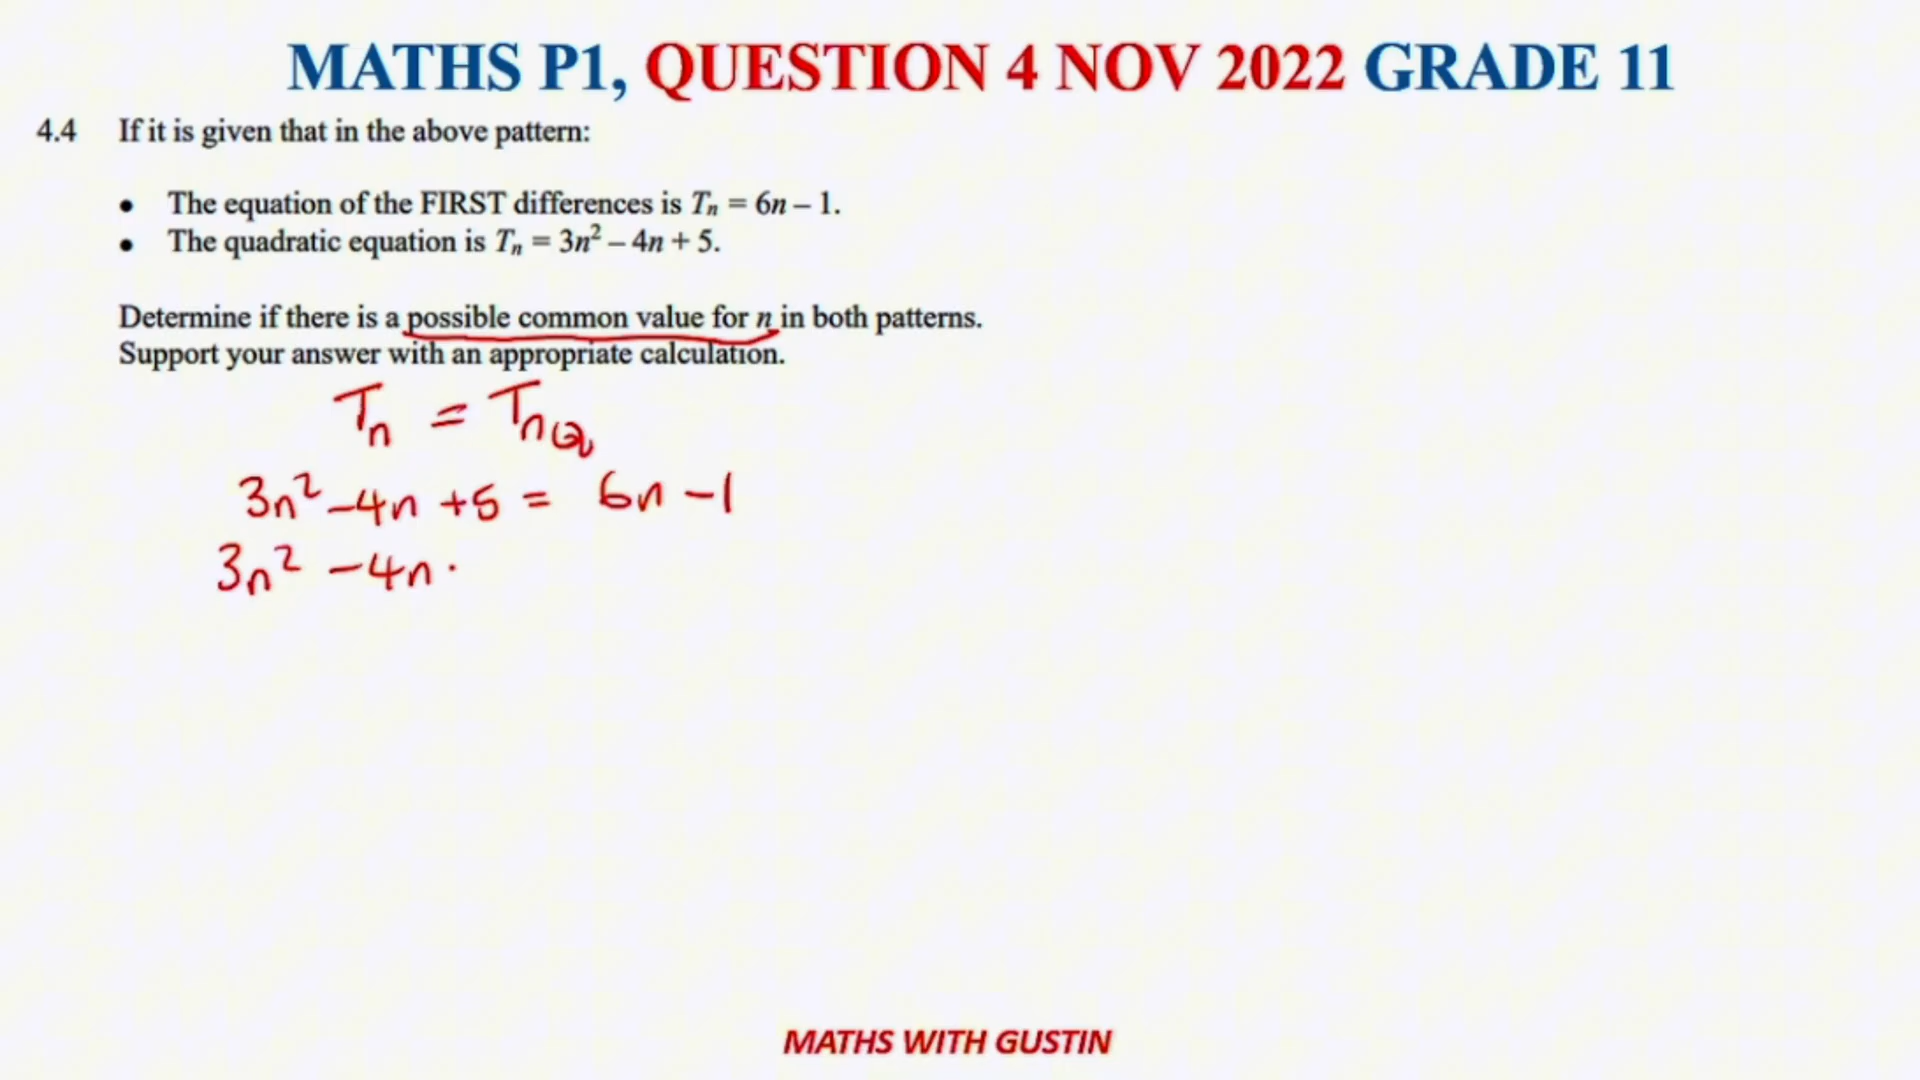 MATHS P1, QUESTION 4 NOV 2022 GRADE 11
4.4 If it is given that in the above pattern:
• The equation of the FIRST differences is Tₙ = 6n – 1.
• The quadratic equation is Tₙ = 3n² – 4n + 5.
Determine if there is a possible common value for n in both patterns.
Support your answer with an appropriate calculation.
Tn = TnQ
3n² -4n +5 = 6n -1
3n² -4n ·
MATHS WITH GUSTIN